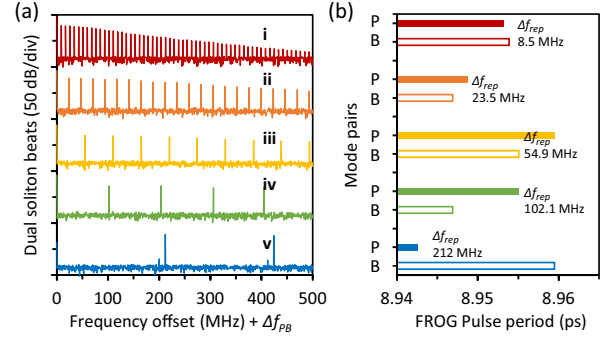 (a)
Dual soliton beats (50 dB/div)
i
ii
iii
iv
v
0
100
200
300
400
500
Frequency offset (MHz) + Δf_PB
(b)
Mode pairs
P
B
Δf_rep
8.5 MHz
P
B
Δf_rep
23.5 MHz
P
B
Δf_rep
54.9 MHz
P
B
Δf_rep
102.1 MHz
P
B
Δf_rep
212 MHz
8.94
8.95
8.96
FROG Pulse period (ps)